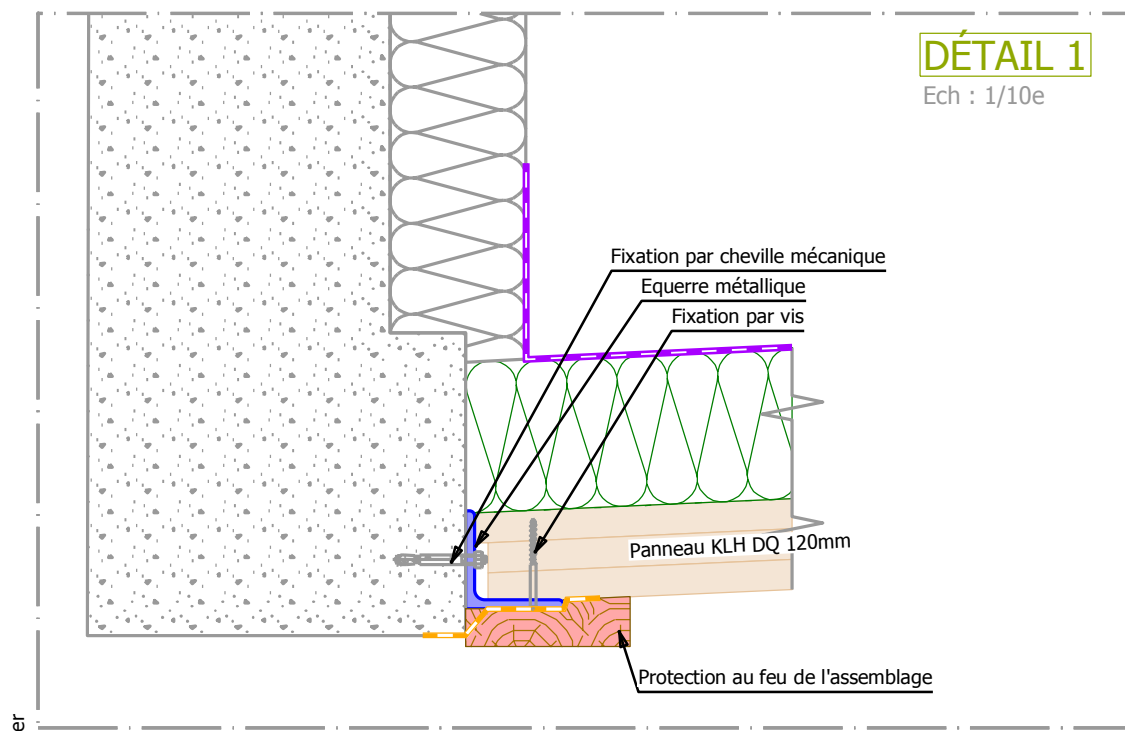 DÉTAIL 1
Ech : 1/10e
Fixation par cheville mécanique
Equerre métallique
Fixation par vis
Panneau KLH DQ 120mm
Protection au feu de l'assemblage
er